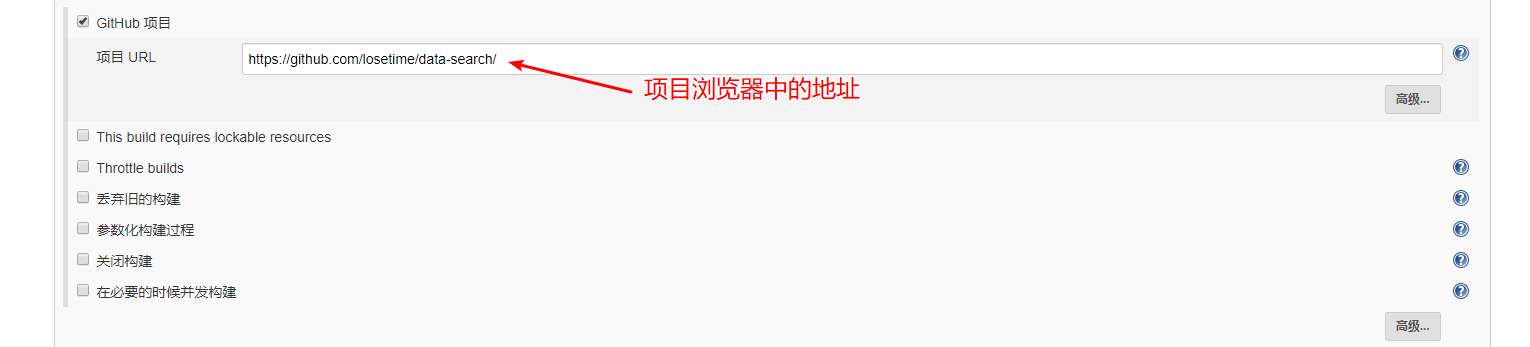 GitHub 项目
项目 URL https://github.com/losetime/data-search/
项目浏览器中的地址
高级...
This build requires lockable resources
Throttle builds
丢弃旧的构建
参数化构建过程
关闭构建
在必要的时候并发构建
高级...